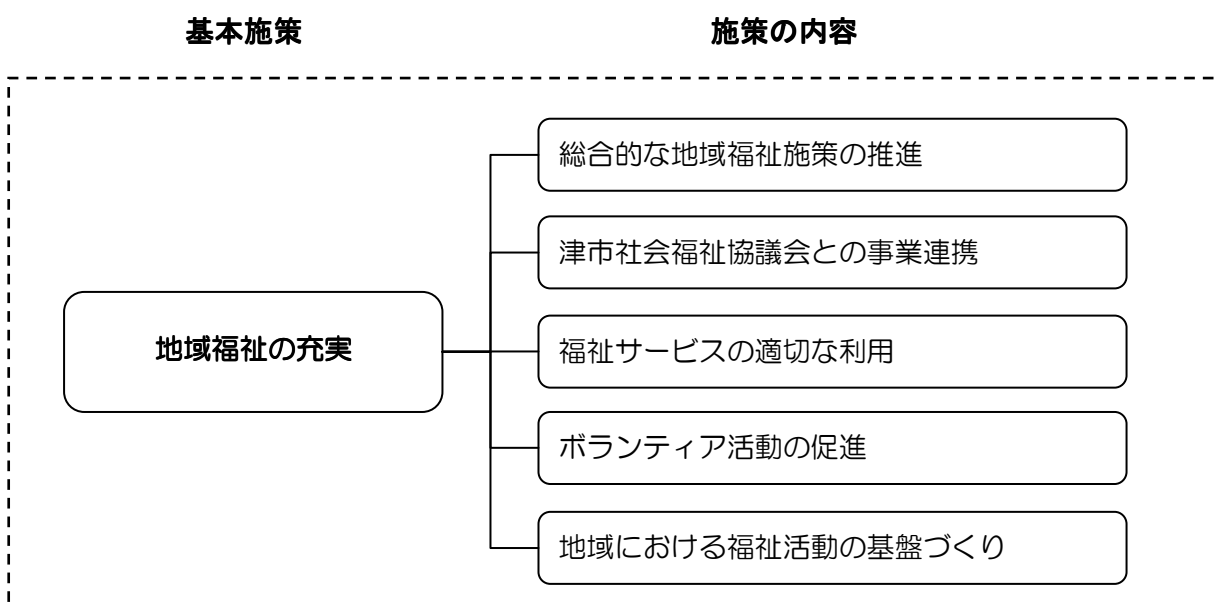 基本施策 施策の内容
総合的な地域福祉施策の推進
津市社会福祉協議会との事業連携
地域福祉の充実
福祉サービスの適切な利用
ボランティア活動の促進
地域における福祉活動の基盤づくり